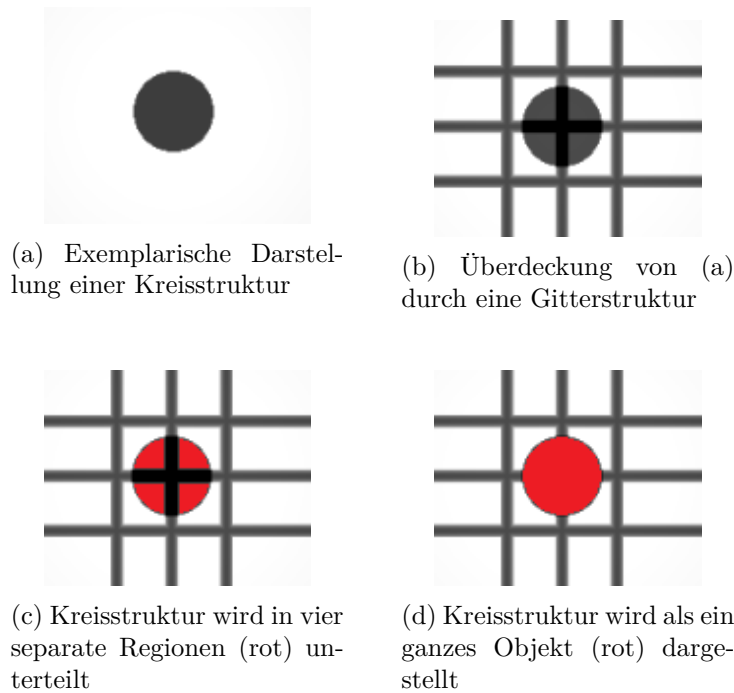 (a) Exemplarische Darstel-
lung einer Kreisstruktur
(b) Überdeckung von (a)
durch eine Gitterstruktur
(c) Kreisstruktur wird in vier
separate Regionen (rot) un-
terteilt
(d) Kreisstruktur wird als ein
ganzes Objekt (rot) darge-
stellt